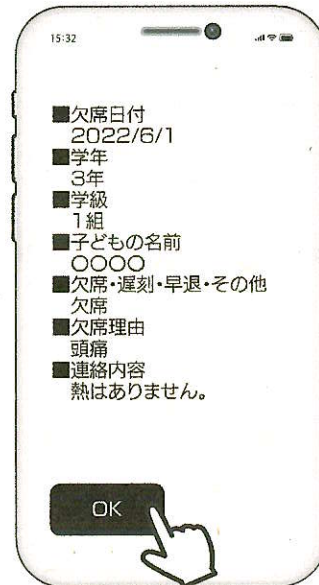 15:32
■欠席日付
2022/6/1
■学年
3年
■学級
1組
■子どもの名前
○○○○
■欠席・遅刻・早退・その他
欠席
■欠席理由
頭痛
■連絡内容
熱はありません。
OK